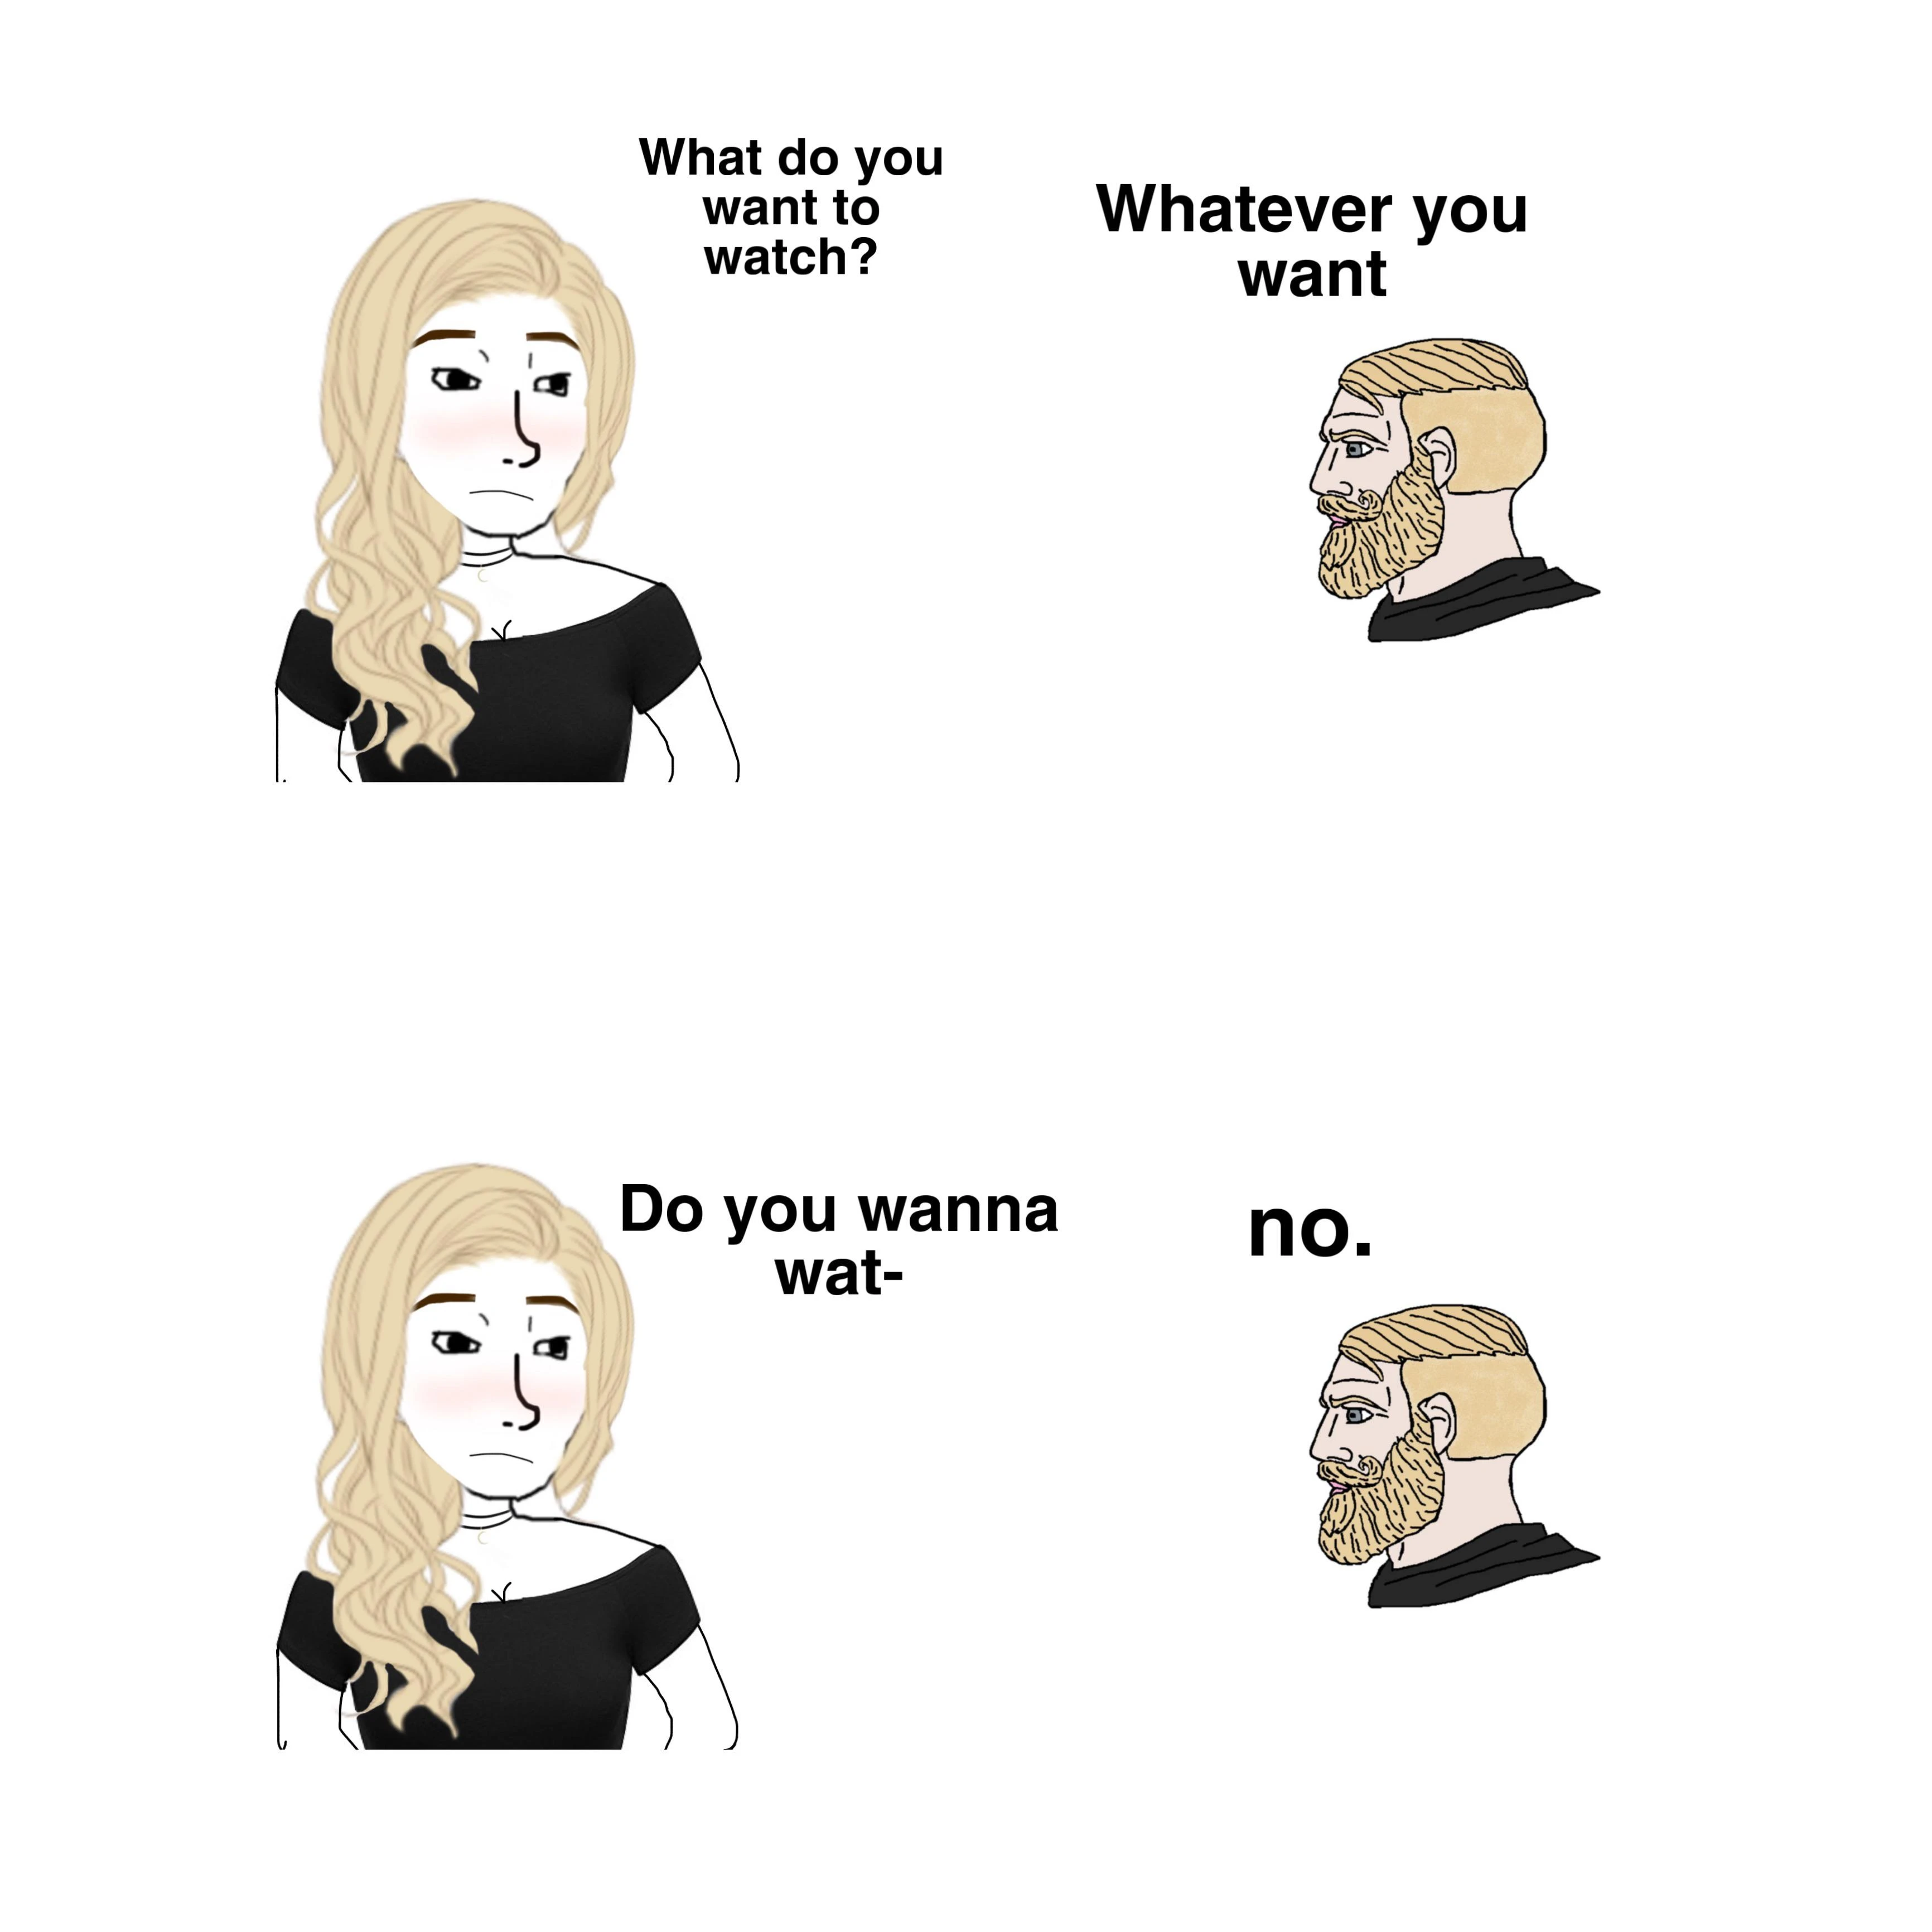 What do you
want to
watch?
Whatever you
want
Do you wanna
wat-
no.